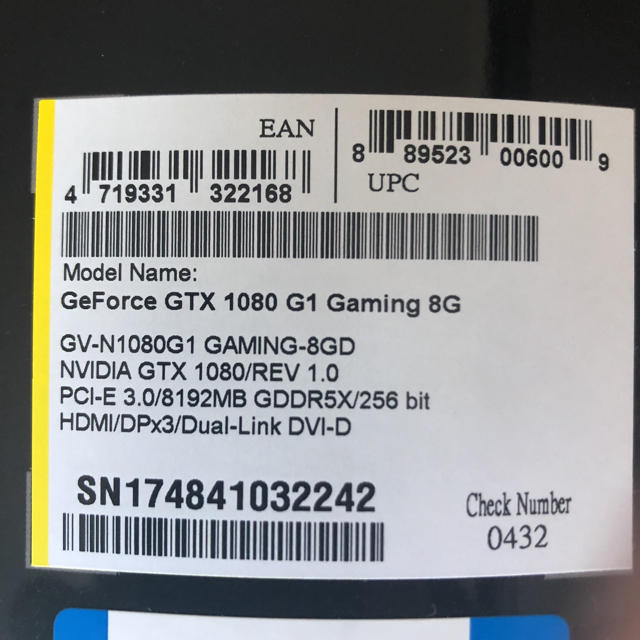 EAN
4 719331 322168
8 89523 00600 9
UPC
Model Name:
GeForce GTX 1080 G1 Gaming 8G
GV-N1080G1 GAMING-8GD
NVIDIA GTX 1080/REV 1.0
PCI-E 3.0/8192MB GDDR5X/256 bit
HDMI/DPx3/Dual-Link DVI-D
SN174841032242
Check Number
0432